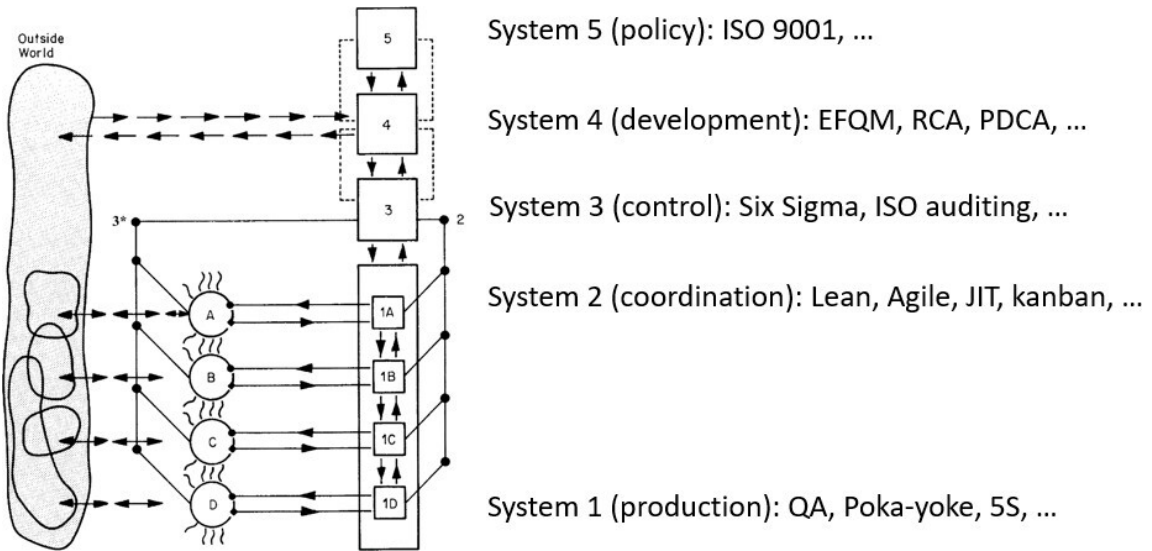 Outside
World
5
System 5 (policy): ISO 9001, ...
4
System 4 (development): EFQM, RCA, PDCA, ...
3
3*
2
System 3 (control): Six Sigma, ISO auditing, ...
System 2 (coordination): Lean, Agile, JIT, kanban, ...
A
1A
B
1B
C
1C
D
1D
System 1 (production): QA, Poka-yoke, 5S, ...